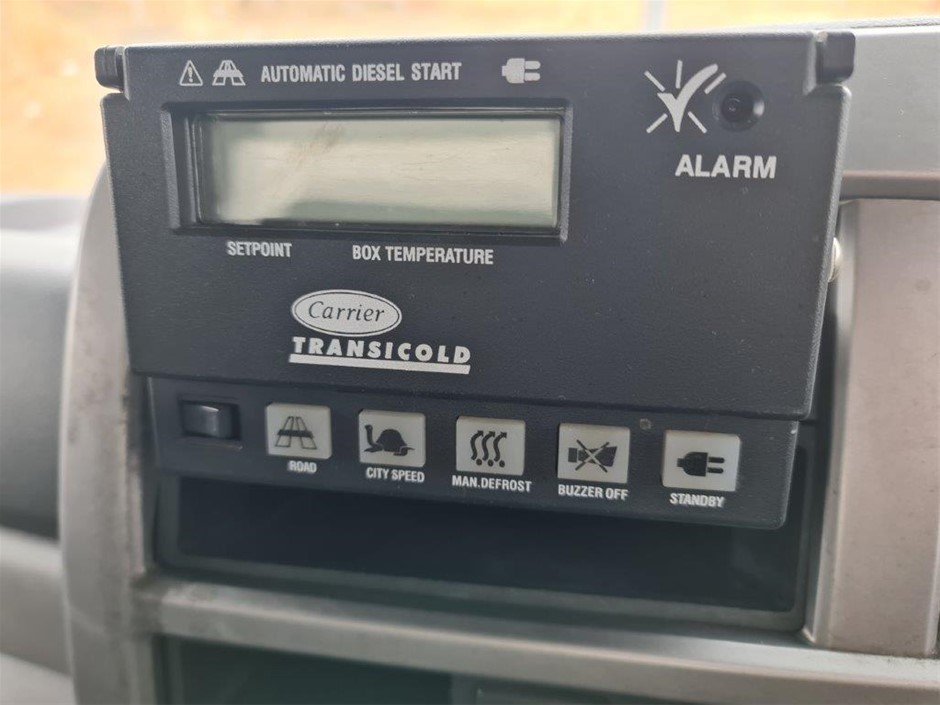 AUTOMATIC DIESEL START
ALARM
SETPOINT BOX TEMPERATURE
Carrier
TRANSICOLD
ROAD CITY SPEED MAN.DEFROST BUZZER OFF STANDBY